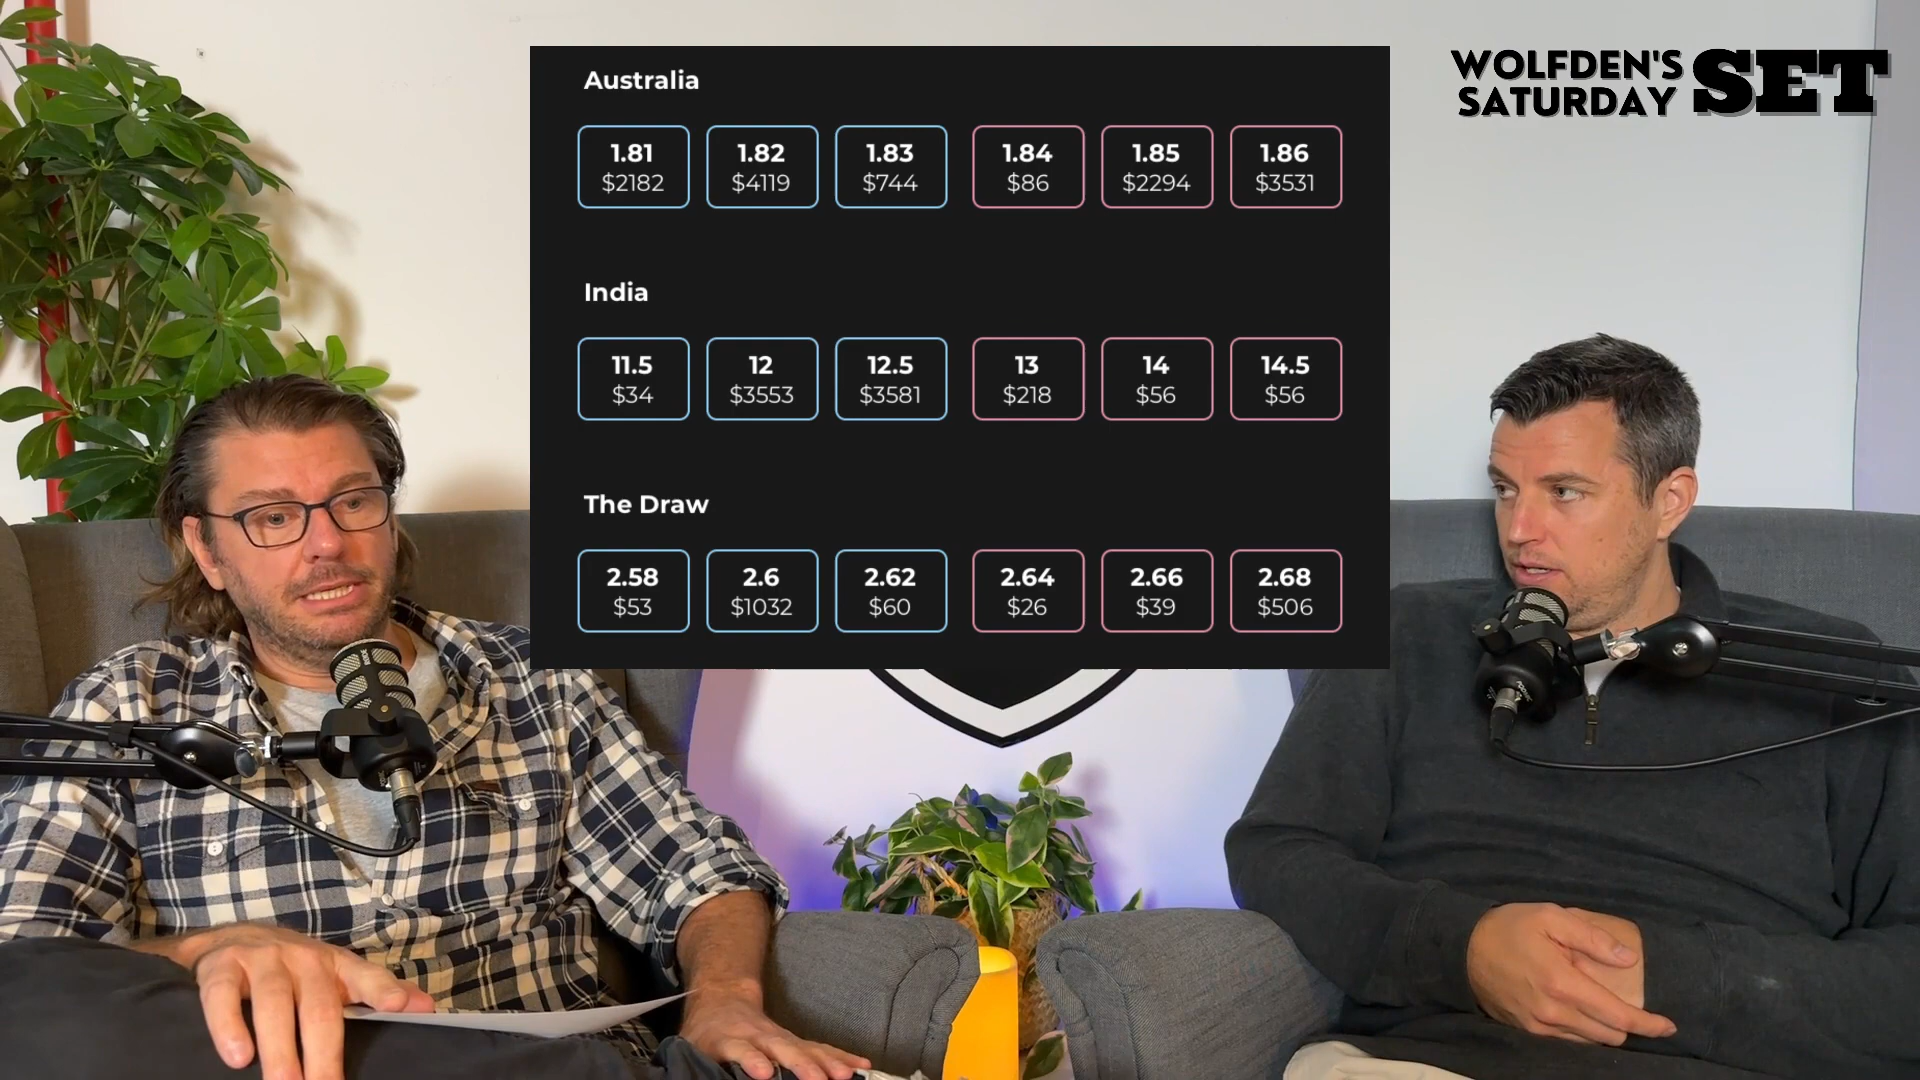 WOLFDEN'S
SATURDAY SET
Australia
1.81 1.82 1.83 1.84 1.85 1.86
$2182 $4119 $744 $86 $2294 $3531
India
11.5 12 12.5 13 14 14.5
$34 $3553 $3581 $218 $56 $56
The Draw
2.58 2.6 2.62 2.64 2.66 2.68
$53 $1032 $60 $26 $39 $506